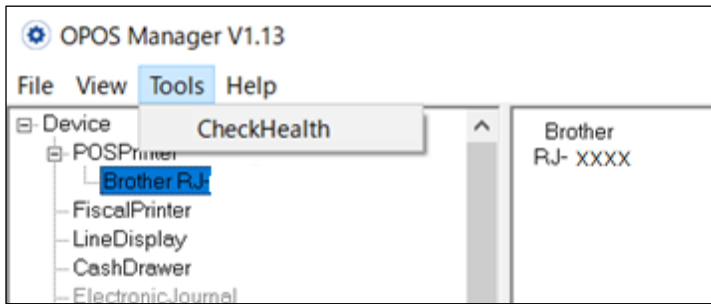 OPOS Manager V1.13
File View Tools Help
CheckHealth
Device
POSPrinter
Brother RJ-
FiscalPrinter
LineDisplay
CashDrawer
ElectronicJournal
Brother
RJ- XXXX